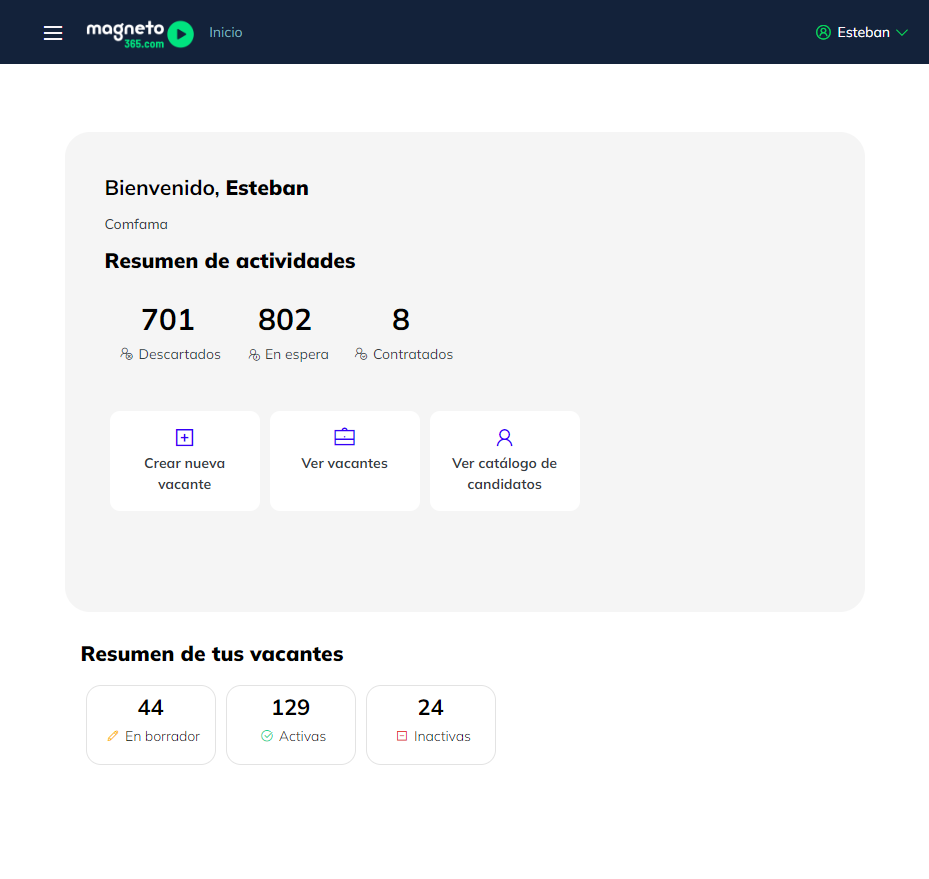 magneto
365.com
Inicio
Esteban
Bienvenido, Esteban
Comfama
Resumen de actividades
701
802
8
Descartados
En espera
Contratados
Crear nueva
vacante
Ver vacantes
Ver catálogo de
candidatos
Resumen de tus vacantes
44
129
24
En borrador
Activas
Inactivas